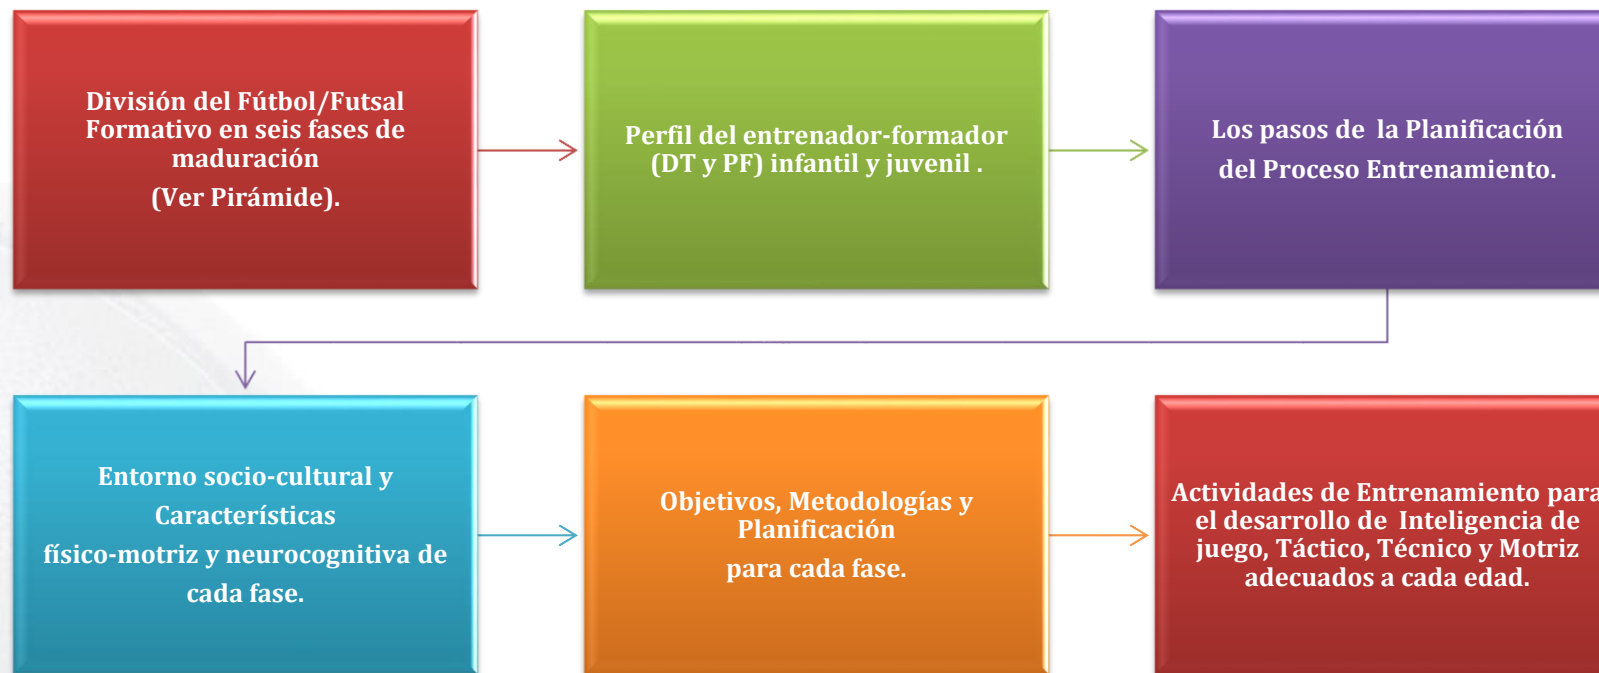 División del Fútbol/Futsal
Formativo en seis fases de
maduración
(Ver Pirámide).
Perfil del entrenador-formador
(DT y PF) infantil y juvenil .
Los pasos de la Planificación
del Proceso Entrenamiento.
Entorno socio-cultural y
Características
físico-motriz y neurocognitiva de
cada fase.
Objetivos, Metodologías y
Planificación
para cada fase.
Actividades de Entrenamiento para
el desarrollo de Inteligencia de
juego, Táctico, Técnico y Motriz
adecuados a cada edad.